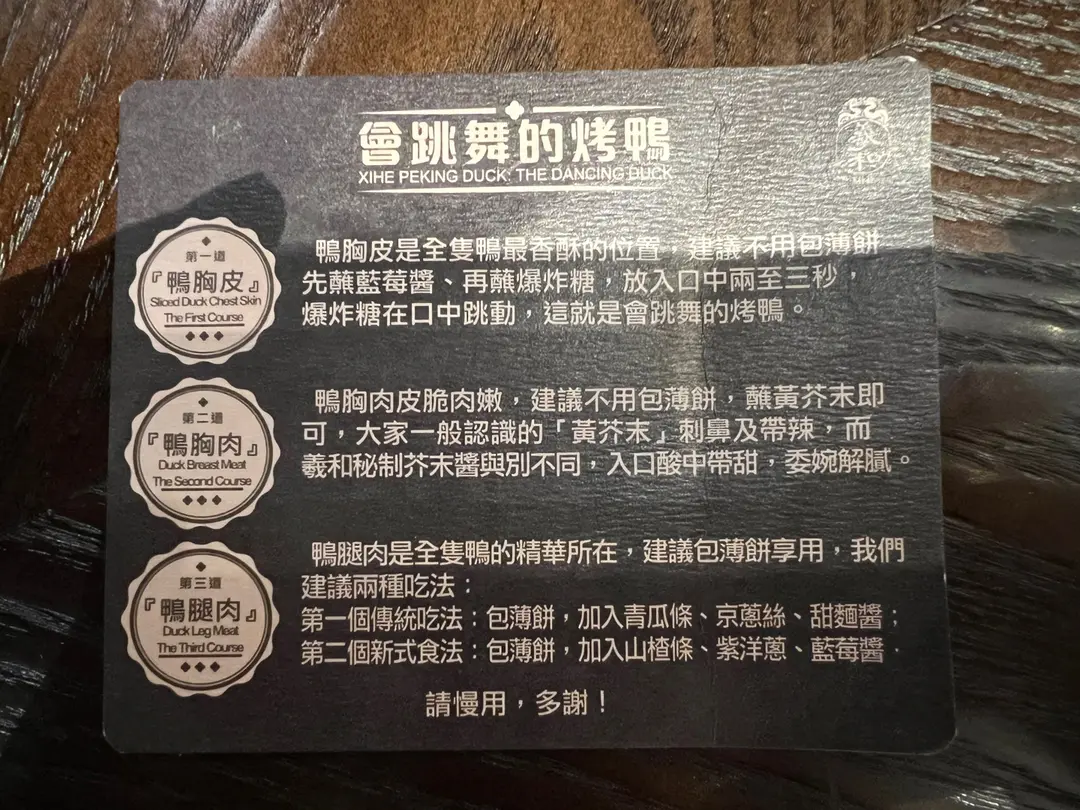 會跳舞的烤鴨
XIHE PEKING DUCK: THE DANCING DUCK
羲和
第一道
『鴨胸皮』
Sliced Duck Chest Skin
The First Course
鴨胸皮是全隻鴨最香酥的位置，建議不用包薄餅
先蘸藍莓醬、再蘸爆炸糖，放入口中兩至三秒，
爆炸糖在口中跳動，這就是會跳舞的烤鴨。
第二道
『鴨胸肉』
Duck Breast Meat
The Second Course
鴨胸肉皮脆肉嫩，建議不用包薄餅，蘸黃芥末即
可，大家一般認識的「黃芥末」刺鼻及帶辣，而
羲和秘制芥末醬與別不同，入口酸中帶甜，委婉解膩。
第三道
『鴨腿肉』
Duck Leg Meat
The Third Course
鴨腿肉是全隻鴨的精華所在，建議包薄餅享用，我們
建議兩種吃法：
第一個傳統吃法：包薄餅，加入青瓜條、京蔥絲、甜麵醬；
第二個新式食法：包薄餅，加入山楂條、紫洋蔥、藍莓醬．
請慢用，多謝！